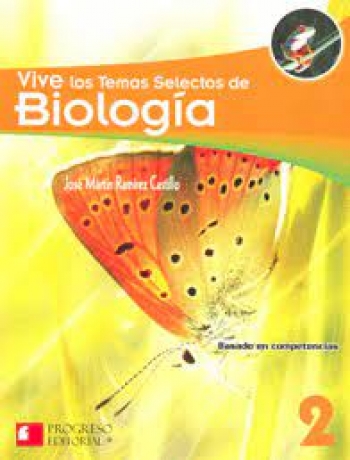 Vive los Temas Selectos de
Biología
José Martín Ramírez Castillo
Basado en competencias
2
PROGRESO
EDITORIAL®